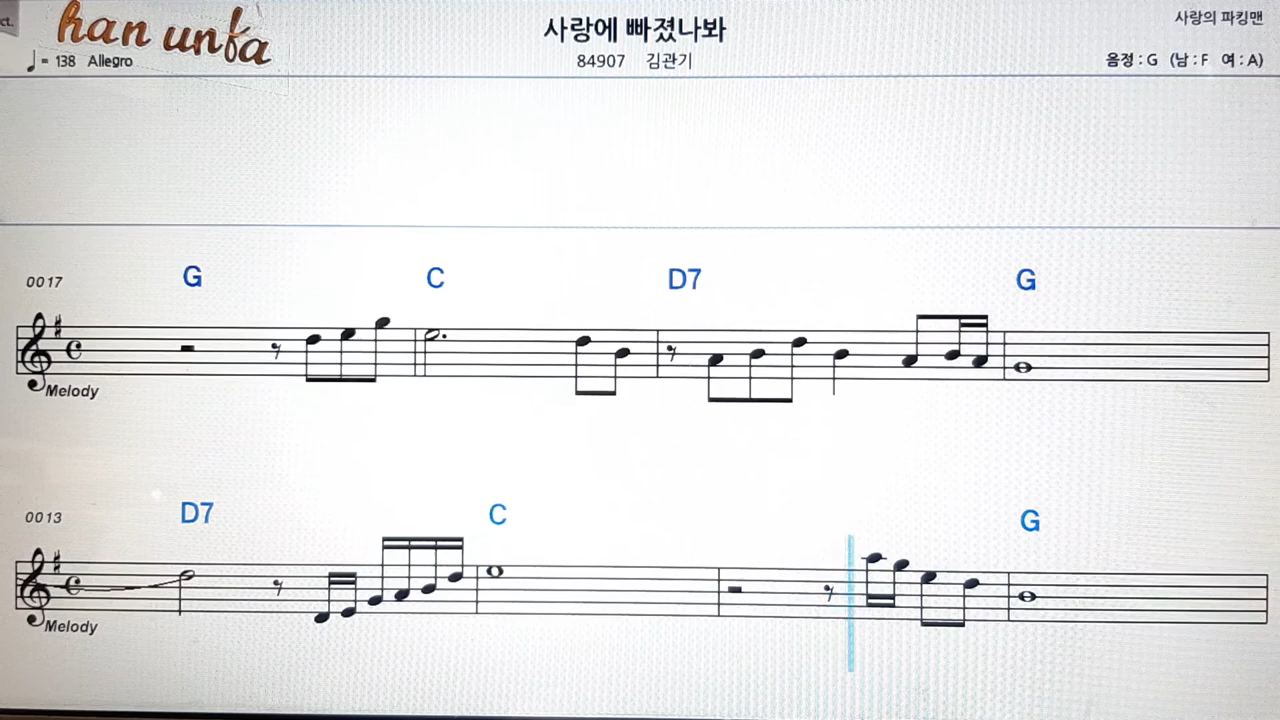 ct.
han unfa
사랑에 빠졌나봐
사랑의 파킹맨
♩ = 138 Allegro
84907 김관기
음정 : G (남 : F 여 : A)
0017
G C D7 G
Melody
0013
D7 C G
Melody